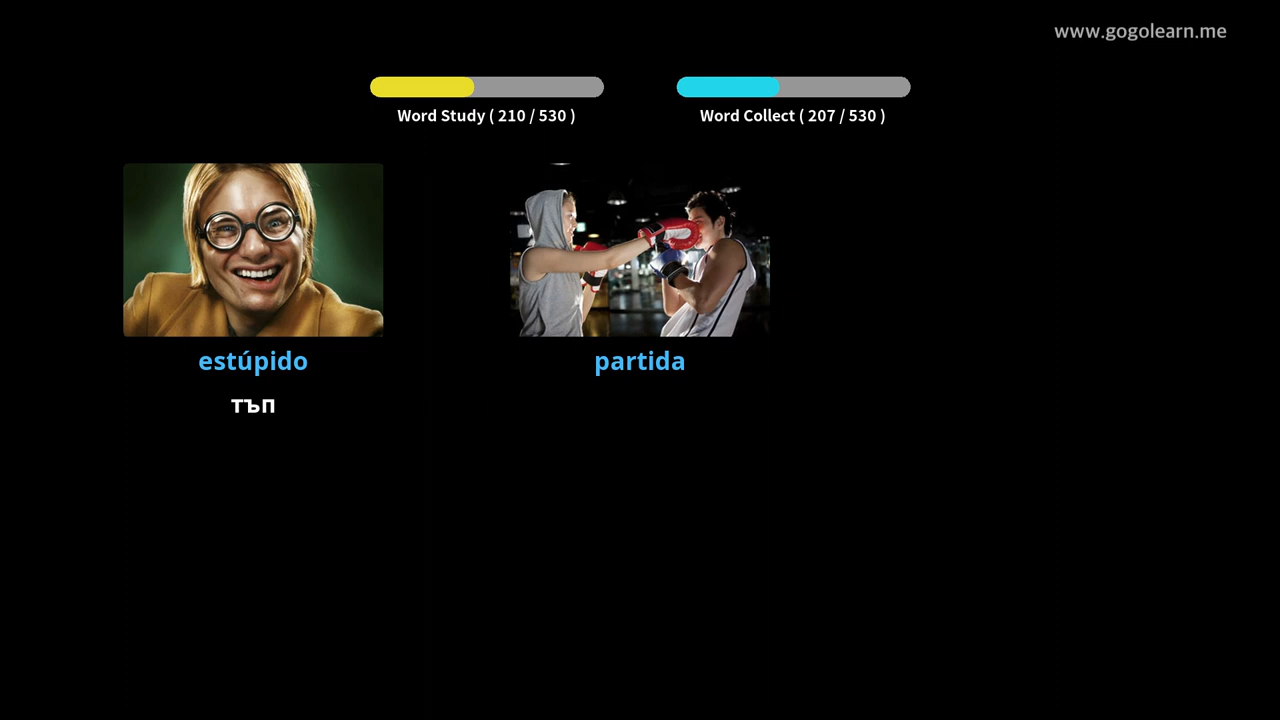 www.gogolearn.me
Word Study ( 210 / 530 )
Word Collect ( 207 / 530 )
estúpido
partida
тъп